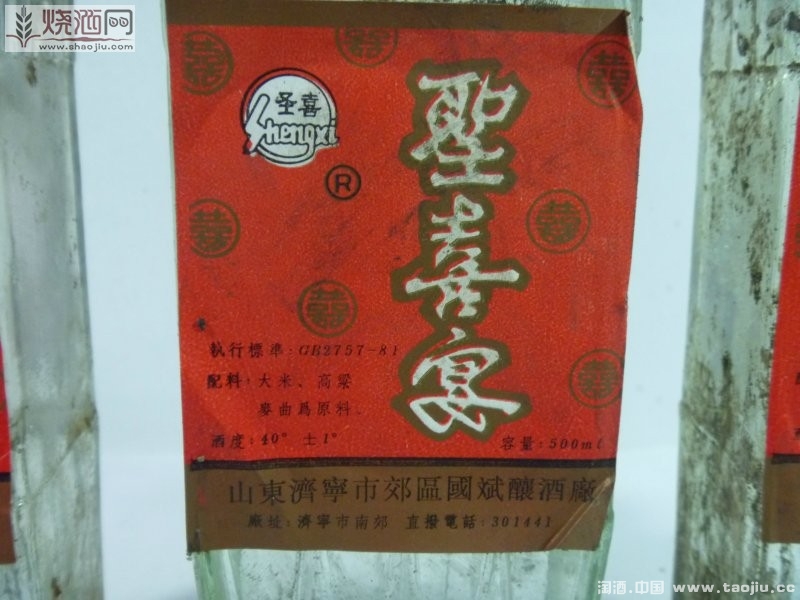 烧酒网
www.shaojiu.com
圣喜
Shengxi
®
聖喜宴
執行標準:GB2757-81
配料:大米、高粱
麥曲爲原料.
酒度:40° 士1°
容量:500ml
山東濟寧市郊區國斌釀酒廠
廠址:濟寧市南郊 直撥電話:301441
淘酒.中国 www.taojiu.cc